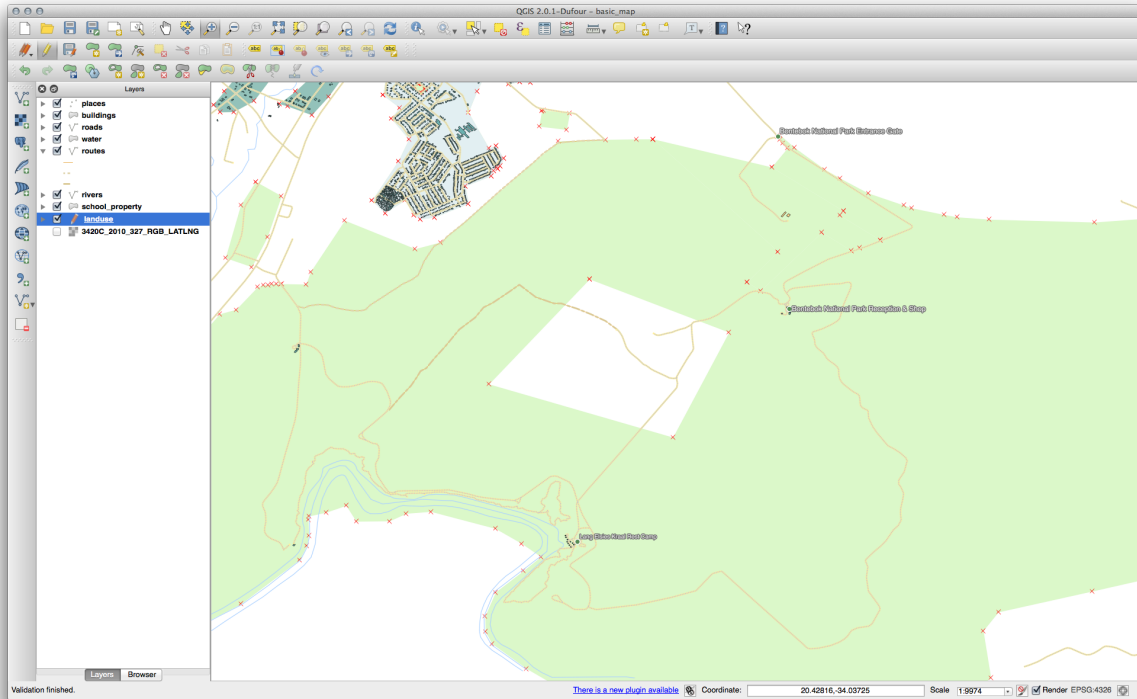 QGIS 2.0.1-Dufour - basic_map
Layers
places
buildings
roads
water
routes
rivers
school_property
landuse
3420C_2010_327_RGB_LATLNG
Bontebok National Park Entrance Gate
Bontebok National Park Reception & Shop
Lang Elsies Kraal Rest Camp
Layers Browser
Validation finished. There is a new plugin available Coordinate: 20.42816,-34.03725 Scale 1:9974 Render EPSG:4326